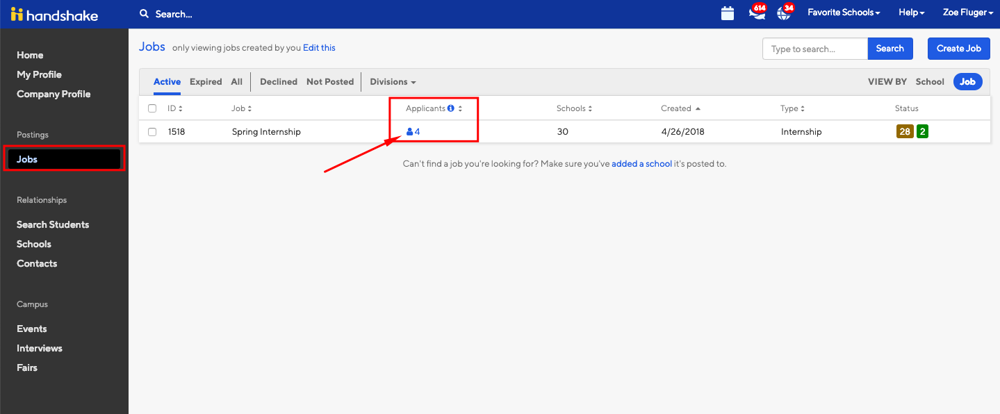 handshake
Search...
614
34
Favorite Schools
Help
Zoe Fluger
Home
My Profile
Company Profile
Postings
Jobs
Relationships
Search Students
Schools
Contacts
Campus
Events
Interviews
Fairs
Jobs only viewing jobs created by you Edit this
Type to search... Search Create Job
Active Expired All Declined Not Posted Divisions VIEW BY School Job
ID Job Applicants Schools Created Type Status
1518 Spring Internship 4 30 4/26/2018 Internship 28 2
Can't find a job you're looking for? Make sure you've added a school it's posted to.